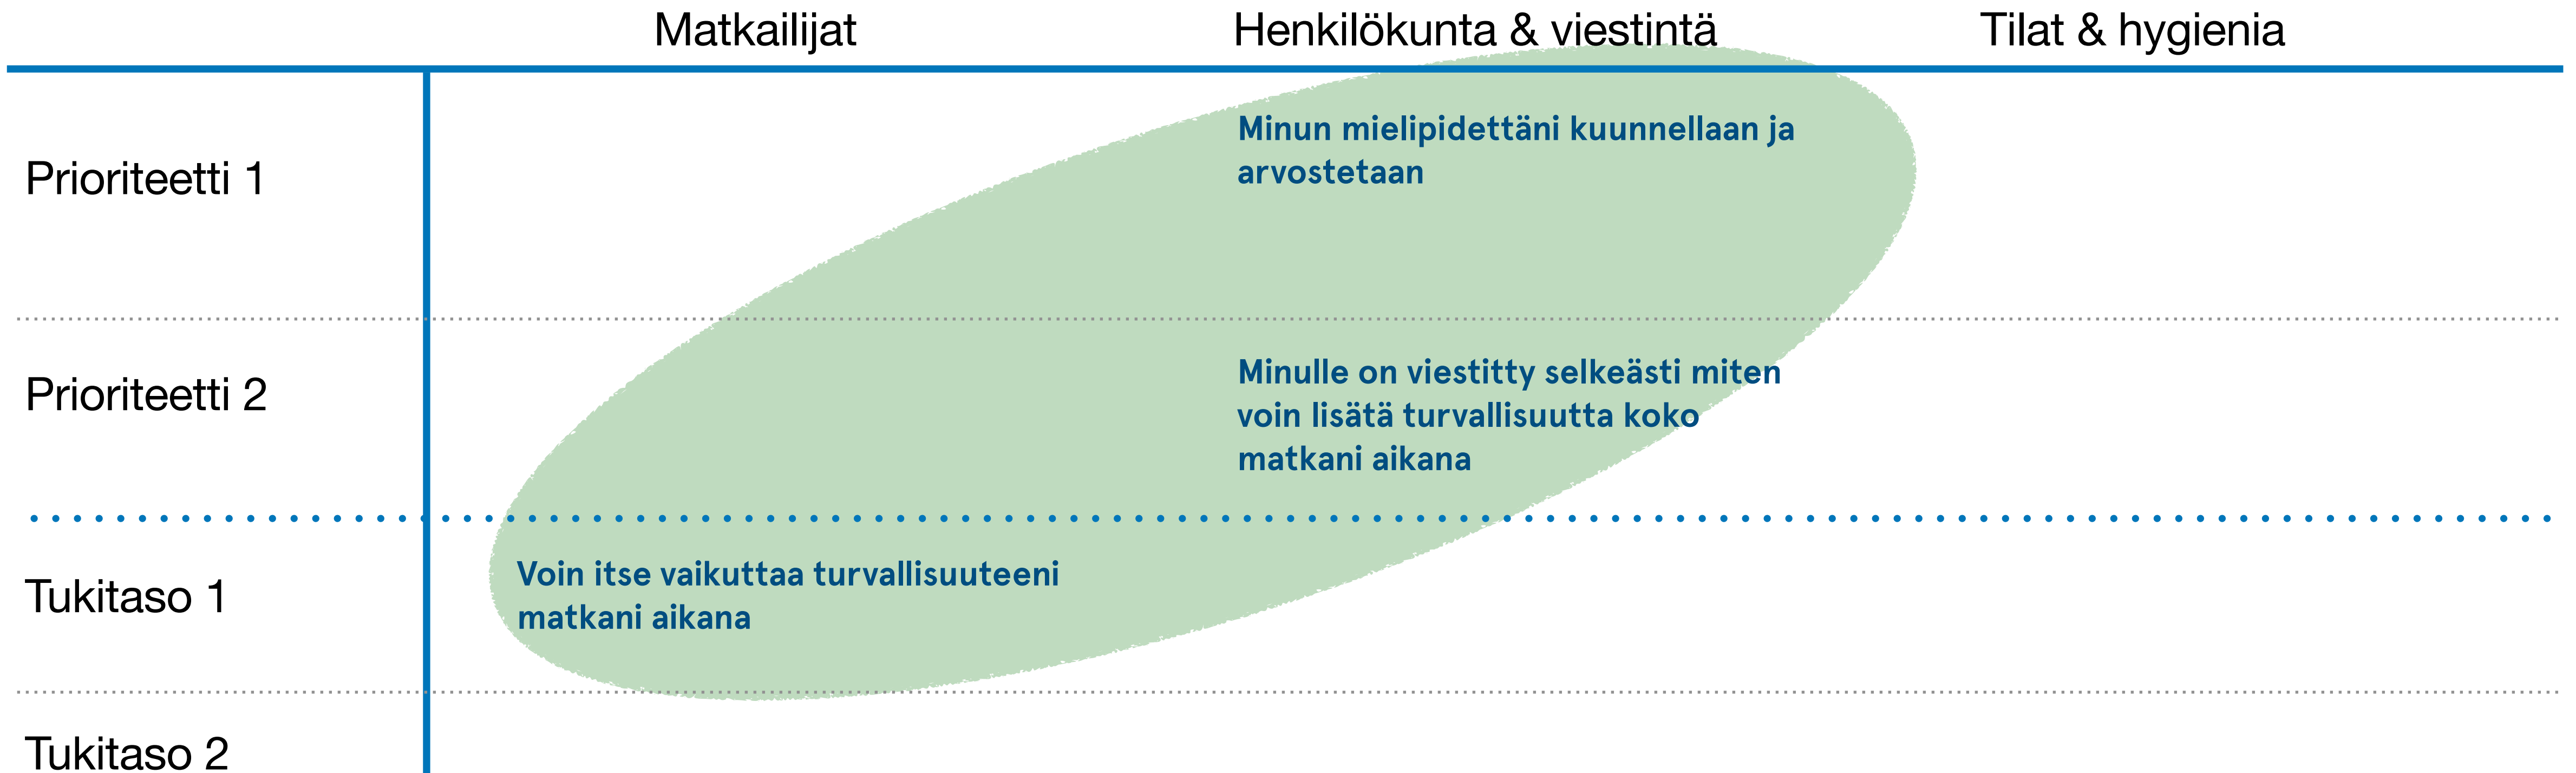 Matkailijat Henkilökunta & viestintä Tilat & hygienia
Prioriteetti 1
Minun mielipidettäni kuunnellaan ja
arvostetaan
Prioriteetti 2
Minulle on viestitty selkeästi miten
voin lisätä turvallisuutta koko
matkani aikana
Tukitaso 1
Voin itse vaikuttaa turvallisuuteeni
matkani aikana
Tukitaso 2